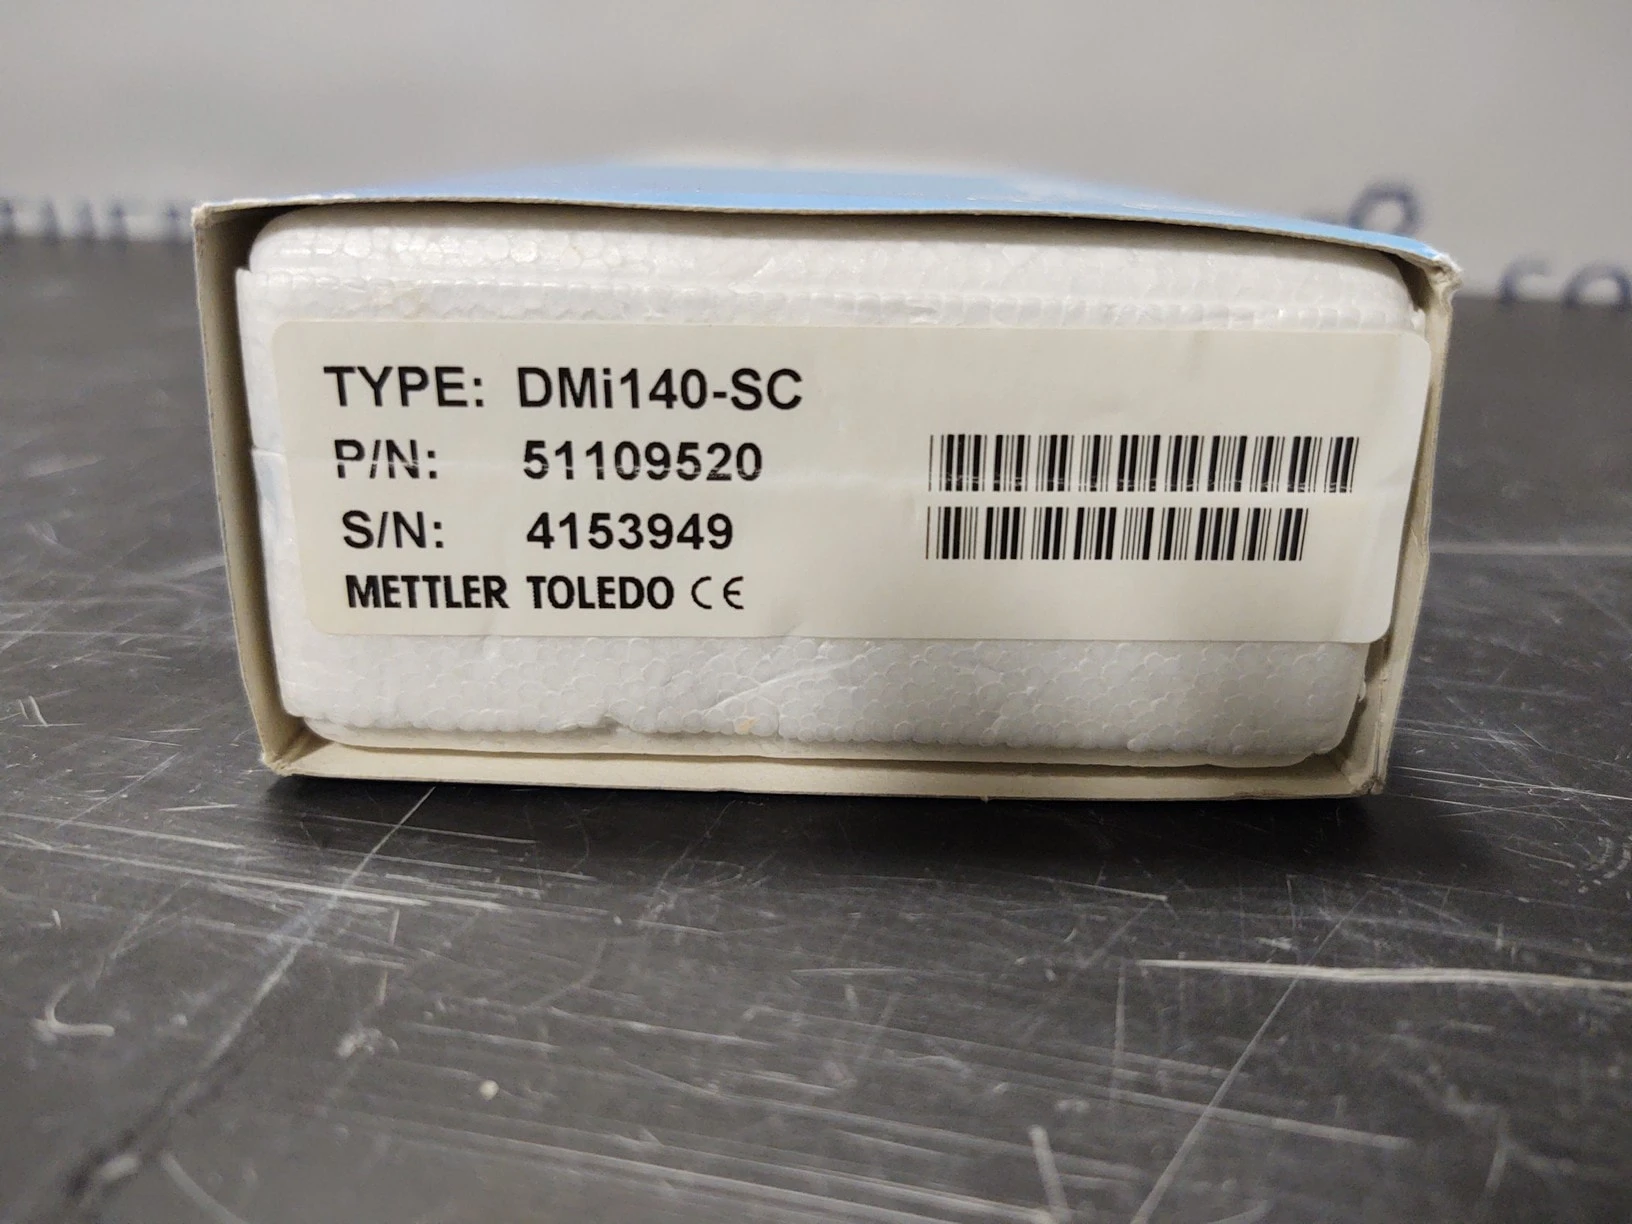 TYPE: DMi140-SC
P/N: 51109520
S/N: 4153949
METTLER TOLEDO CE